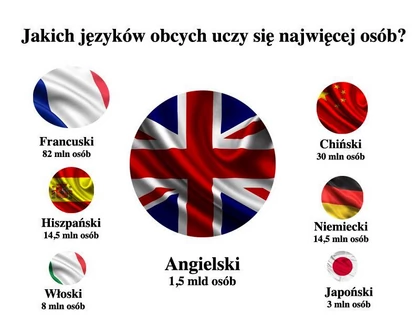 Jakich języków obcych uczy się najwięcej osób?
Francuski
82 mln osób
Hiszpański
14,5 mln osób
Włoski
8 mln osób
Angielski
1,5 mld osób
Chiński
30 mln osób
Niemiecki
14,5 mln osób
Japoński
3 mln osób